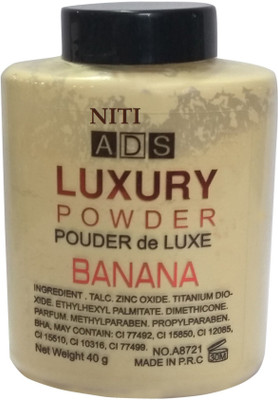 NITI
ADS
LUXURY
POWDER
POUDER de LUXE
BANANA
INGREDIENT . TALC. ZINC OXIDE. TITANIUM DIO-
XIDE. ETHYLHEXYL PALMITATE. DIMETHICONE.
PARFUM. METHYLPARABEN. PROPYLPARABEN.
BHA, MAY CONTAIN: CI 77492, CI 15850, CI 12085,
CI 15610, CI 10316, CI 77499.
NO.A8721
Net Weight 40 g
MADE IN P.R.C